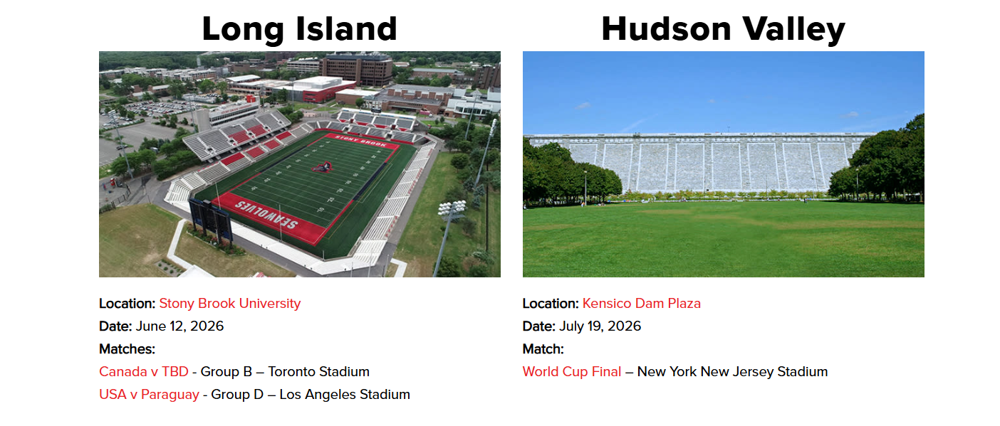 Long Island
STONY BROOK
SEAWOLVES
Location: Stony Brook University
Date: June 12, 2026
Matches:
Canada v TBD - Group B – Toronto Stadium
USA v Paraguay - Group D – Los Angeles Stadium
Hudson Valley
Location: Kensico Dam Plaza
Date: July 19, 2026
Match:
World Cup Final – New York New Jersey Stadium